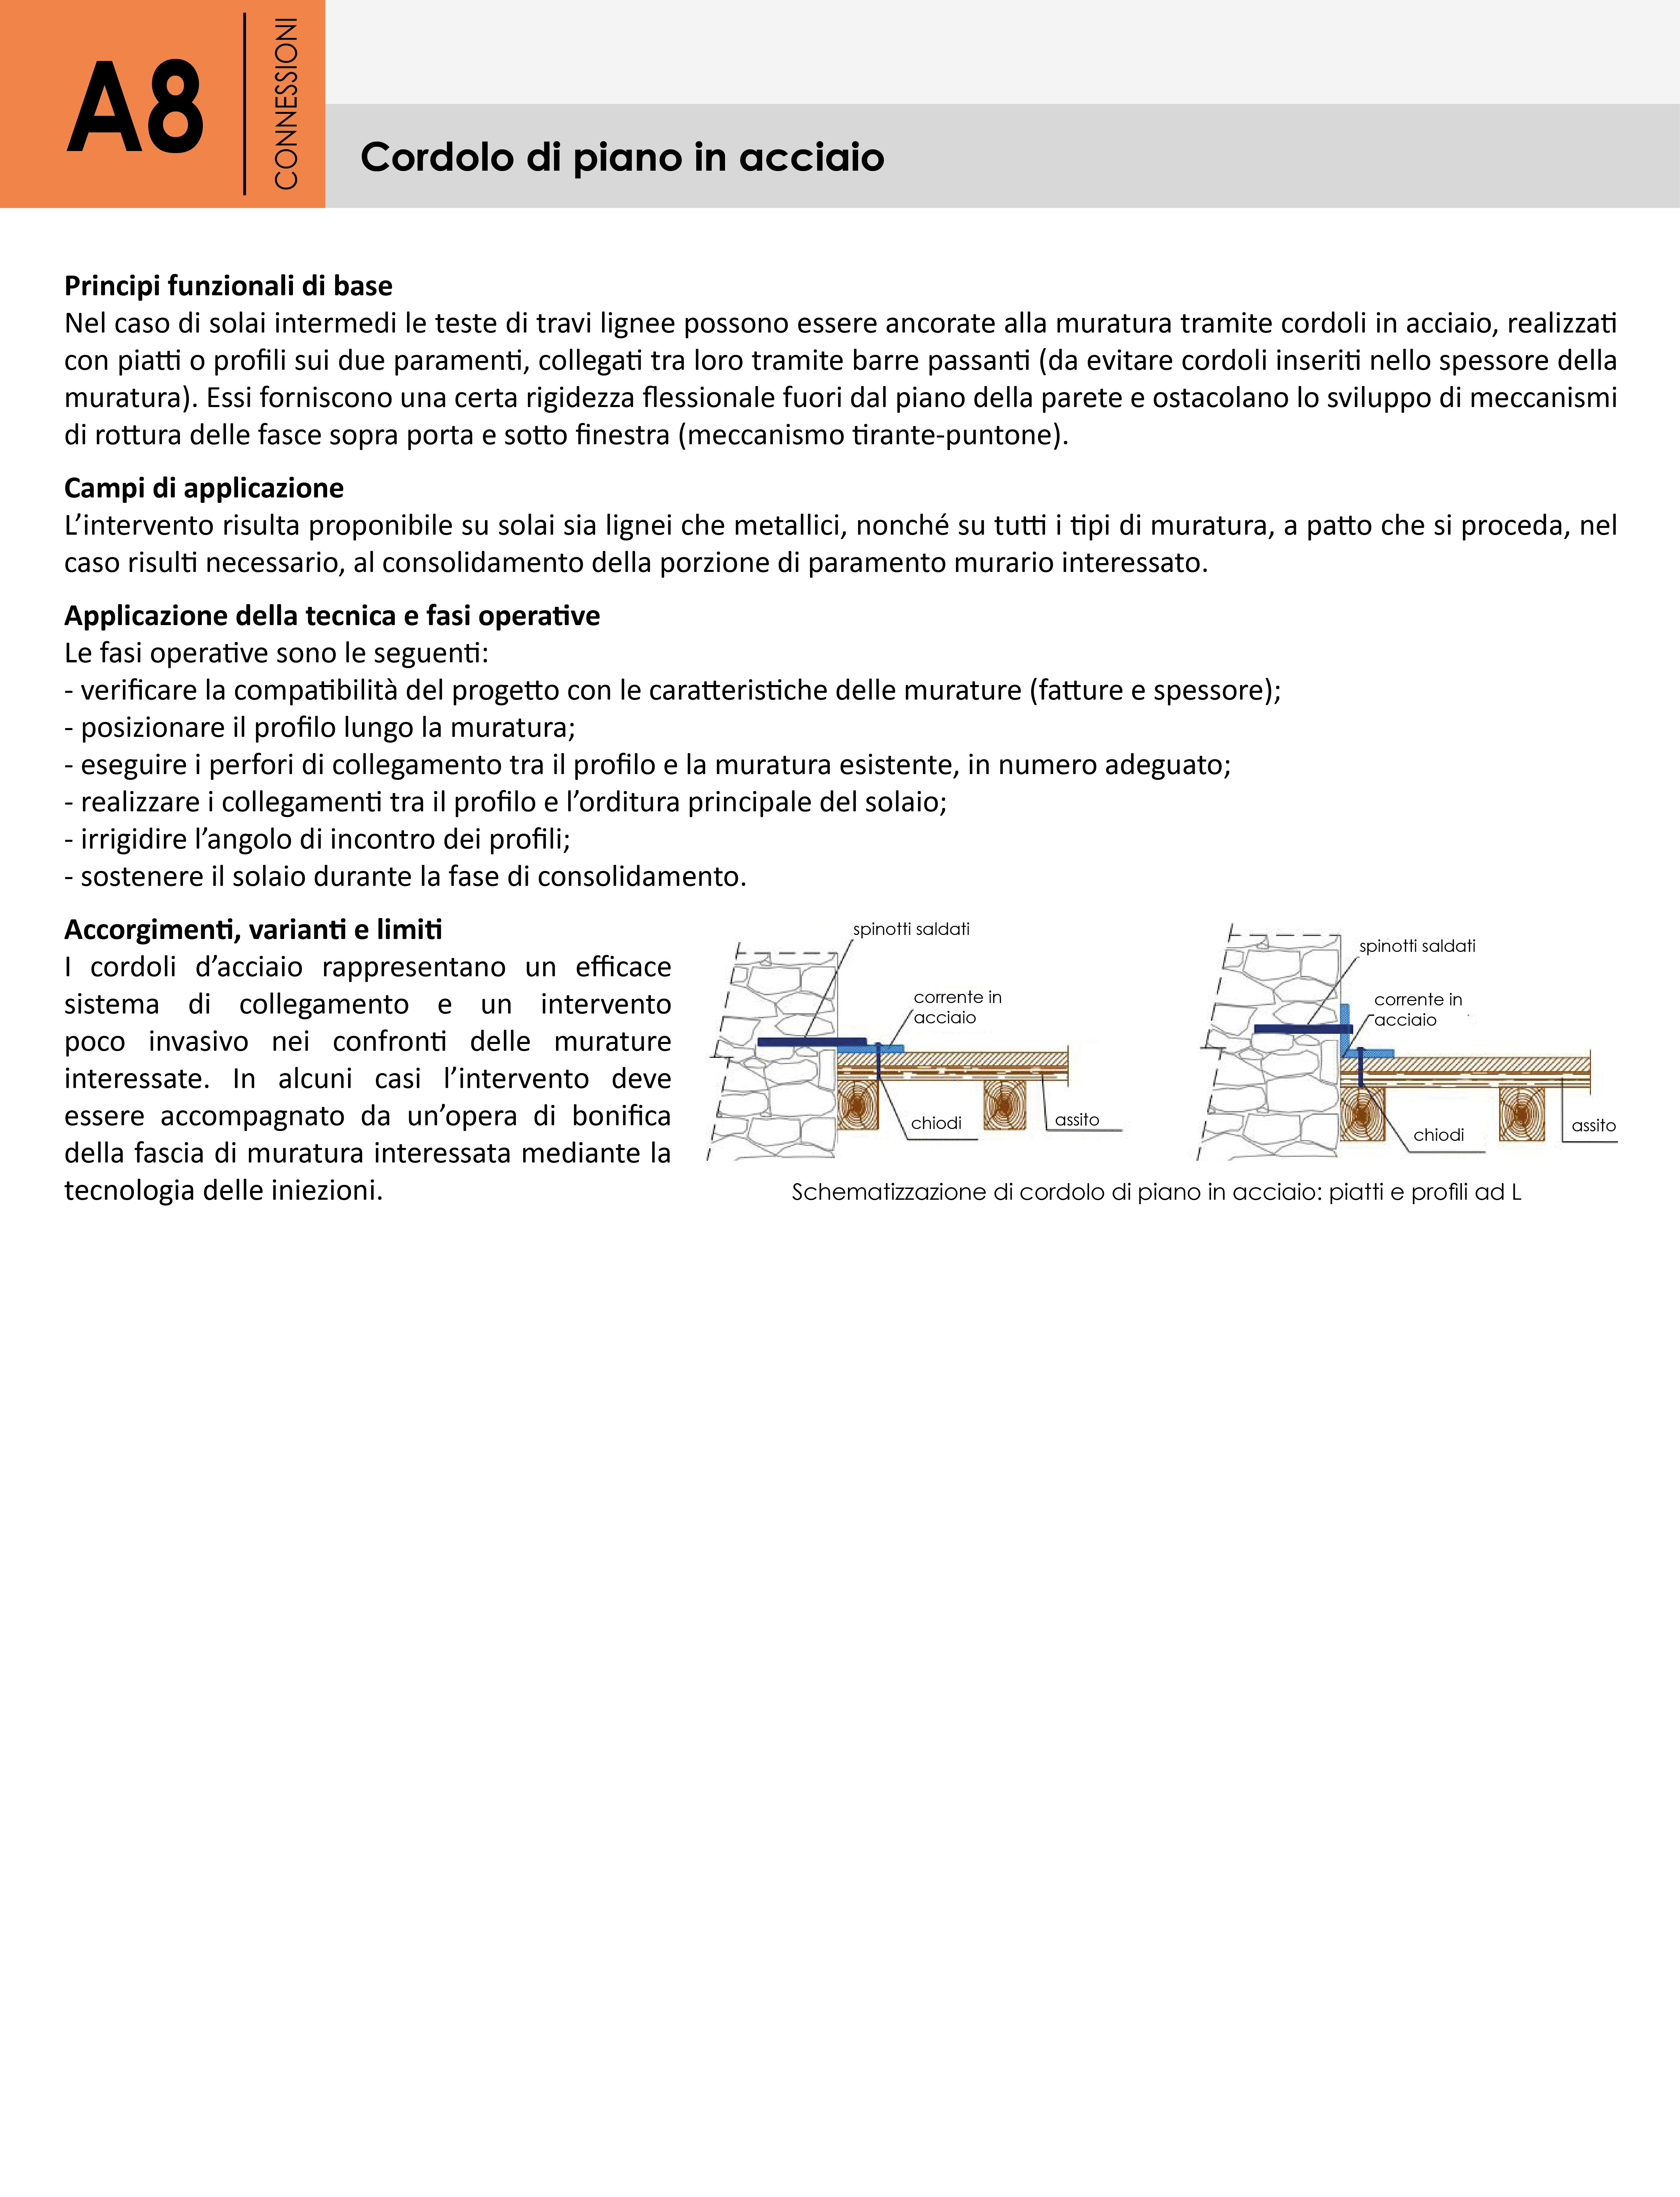 A8
CONNESSIONI
Cordolo di piano in acciaio
Principi funzionali di base
Nel caso di solai intermedi le teste di travi lignee possono essere ancorate alla muratura tramite cordoli in acciaio, realizzati
con piatti o profili sui due paramenti, collegati tra loro tramite barre passanti (da evitare cordoli inseriti nello spessore della
muratura). Essi forniscono una certa rigidezza flessionale fuori dal piano della parete e ostacolano lo sviluppo di meccanismi
di rottura delle fasce sopra porta e sotto finestra (meccanismo tirante-puntone).
Campi di applicazione
L’intervento risulta proponibile su solai sia lignei che metallici, nonché su tutti i tipi di muratura, a patto che si proceda, nel
caso risulti necessario, al consolidamento della porzione di paramento murario interessato.
Applicazione della tecnica e fasi operative
Le fasi operative sono le seguenti:
- verificare la compatibilità del progetto con le caratteristiche delle murature (fatture e spessore);
- posizionare il profilo lungo la muratura;
- eseguire i perfori di collegamento tra il profilo e la muratura esistente, in numero adeguato;
- realizzare i collegamenti tra il profilo e l’orditura principale del solaio;
- irrigidire l’angolo di incontro dei profili;
- sostenere il solaio durante la fase di consolidamento.
Accorgimenti, varianti e limiti
I cordoli d’acciaio rappresentano un efficace
sistema di collegamento e un intervento
poco invasivo nei confronti delle murature
interessate. In alcuni casi l’intervento deve
essere accompagnato da un’opera di bonifica
della fascia di muratura interessata mediante la
tecnologia delle iniezioni.
spinotti saldati
corrente in
acciaio
chiodi
assito
spinotti saldati
corrente in
acciaio
chiodi
assito
Schematizzazione di cordolo di piano in acciaio: piatti e profili ad L